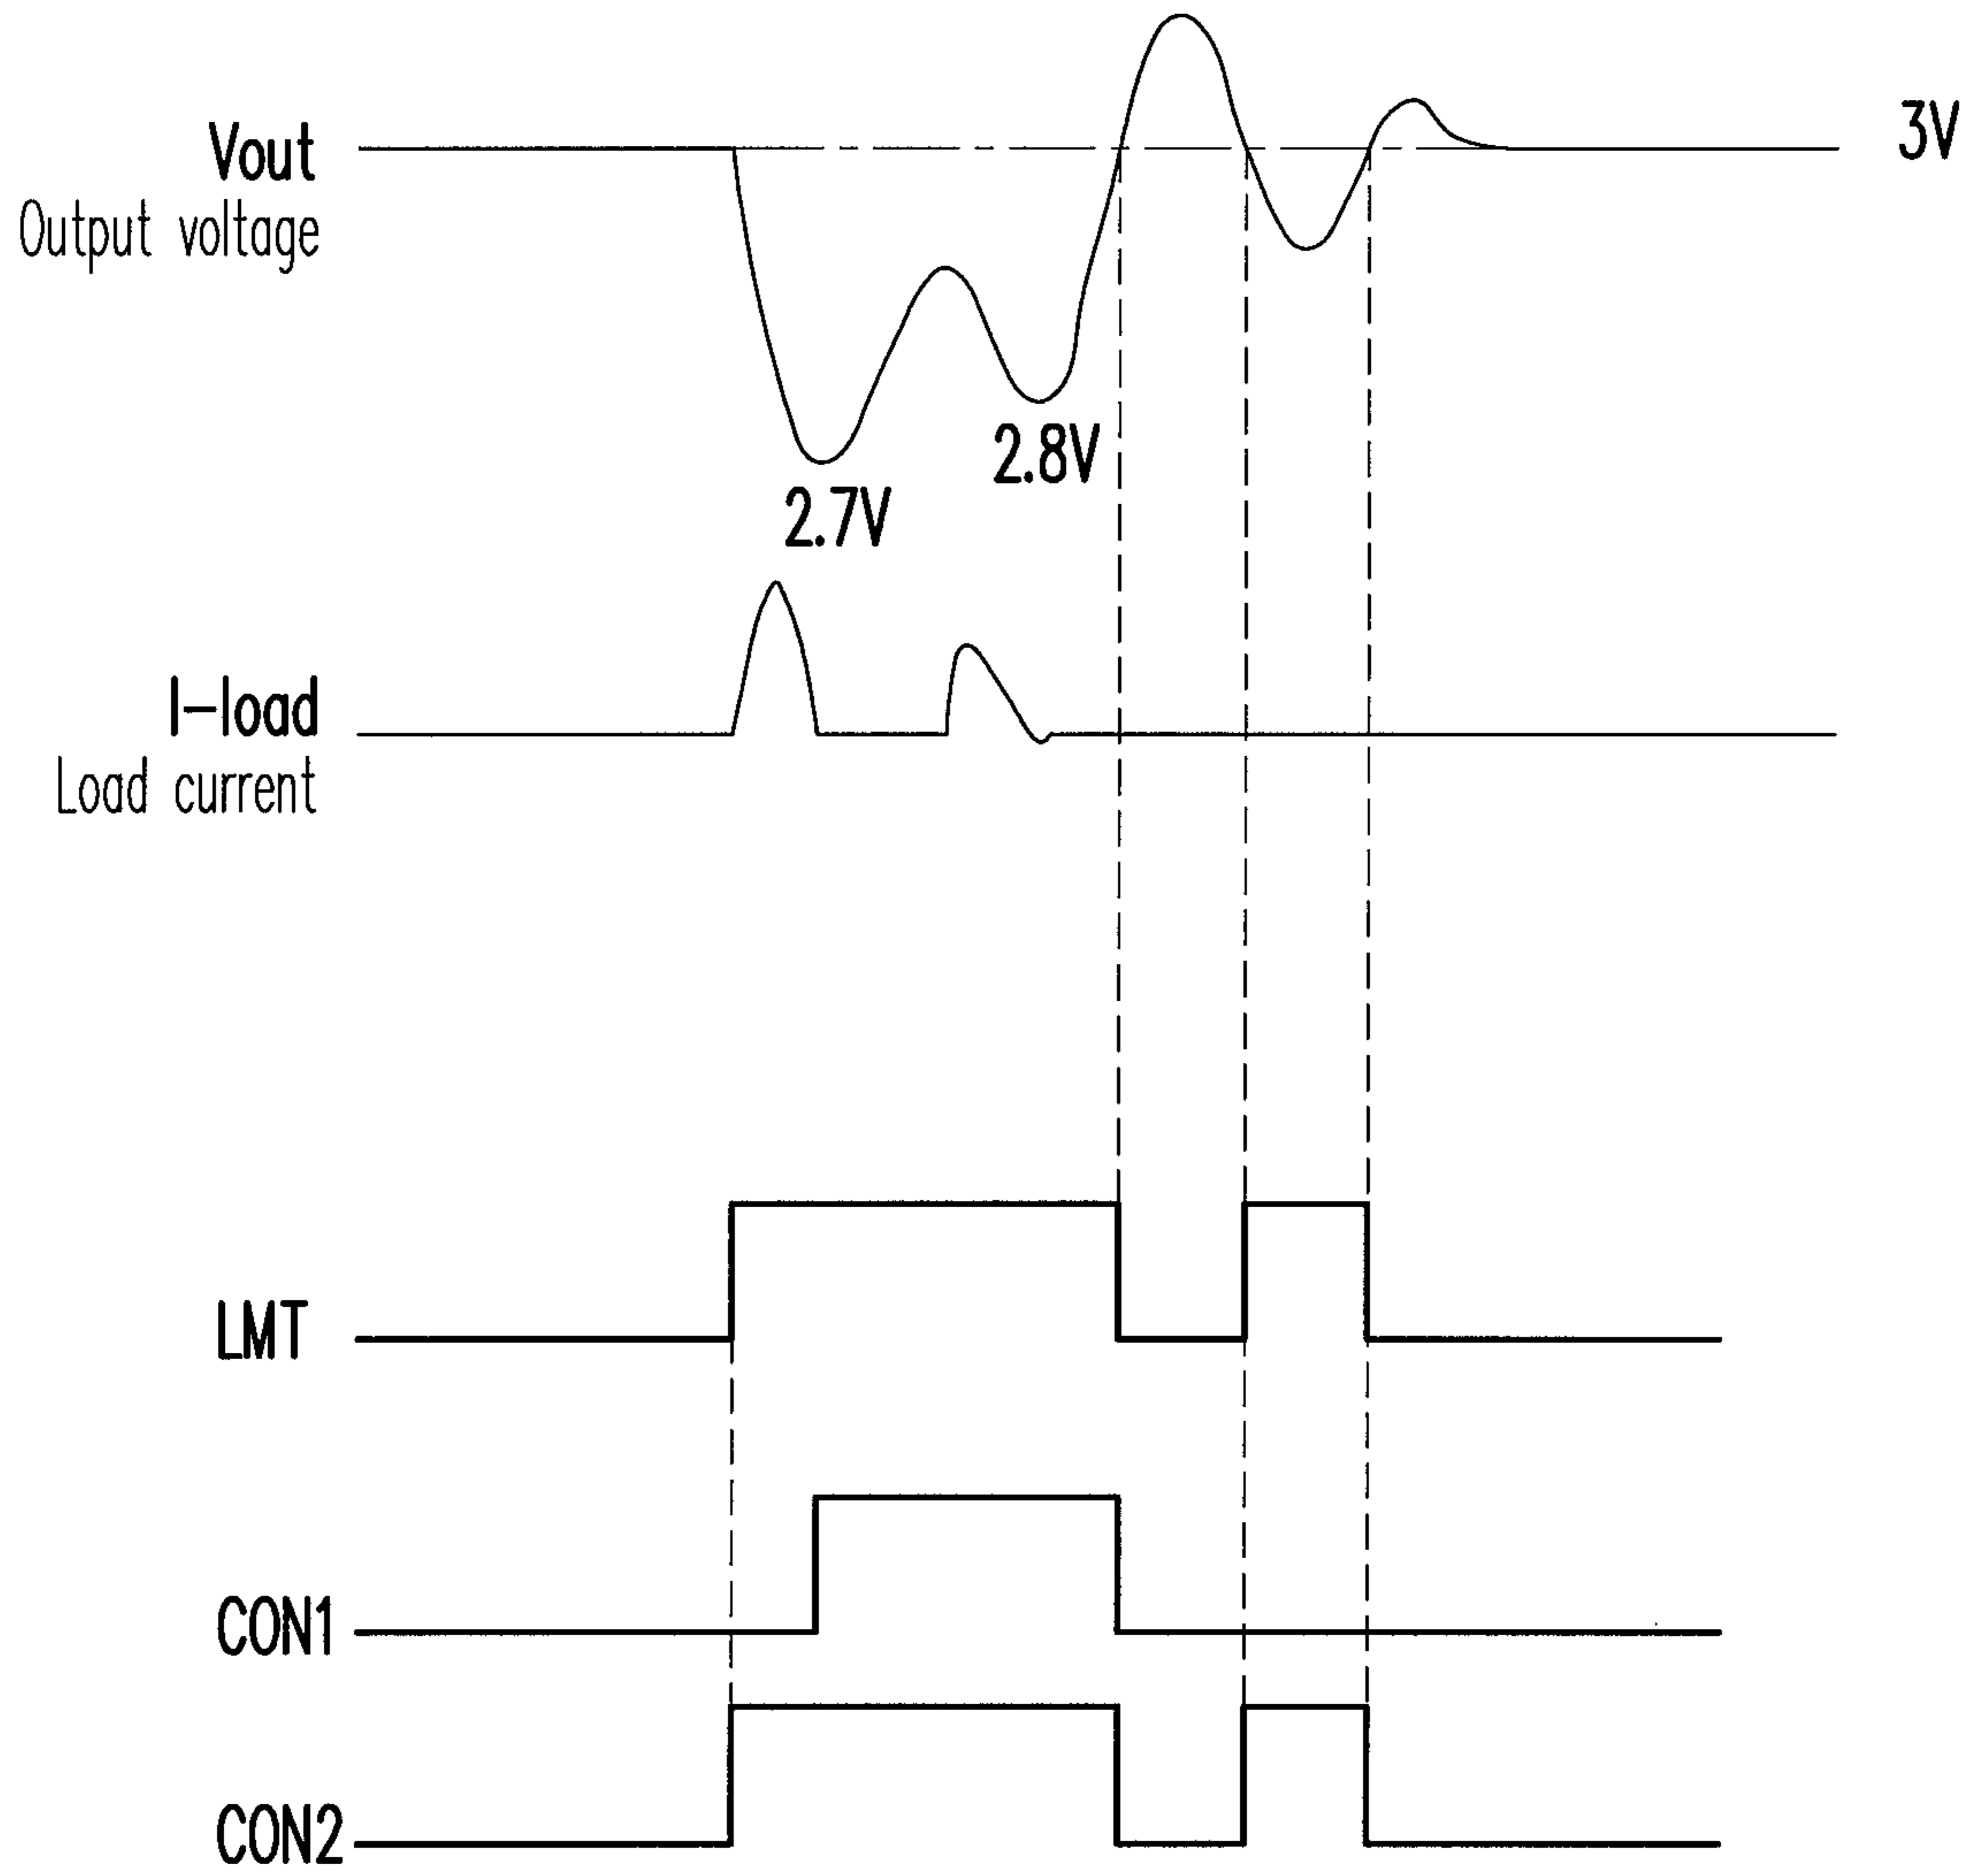 Vout
Output voltage
3V
2.8V
2.7V
I-load
Load current
LMT
CON1
CON2